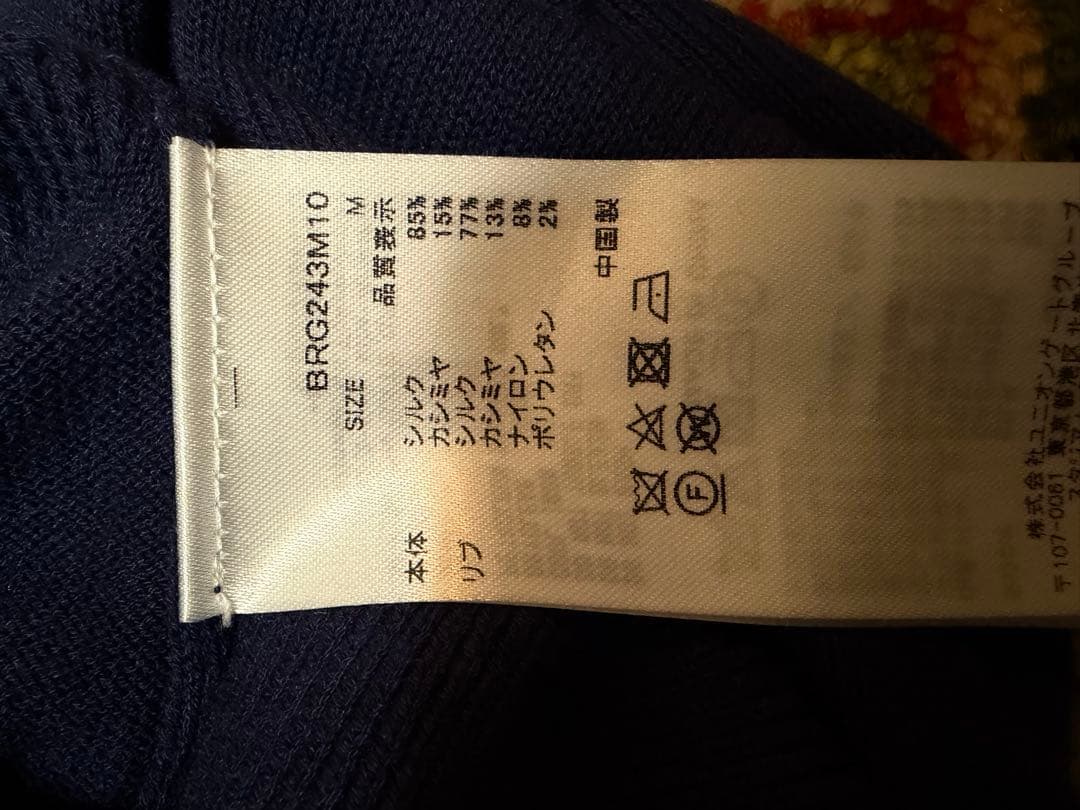 BRG243M10
SIZE M
品質表示
本体 シルク 85%
カシミヤ 15%
リブ シルク 77%
カシミヤ 13%
ナイロン 8%
ポリウレタン 2%
中国製
F
株式会社ユニオンゲートグループ
〒107-0061 東京都港区